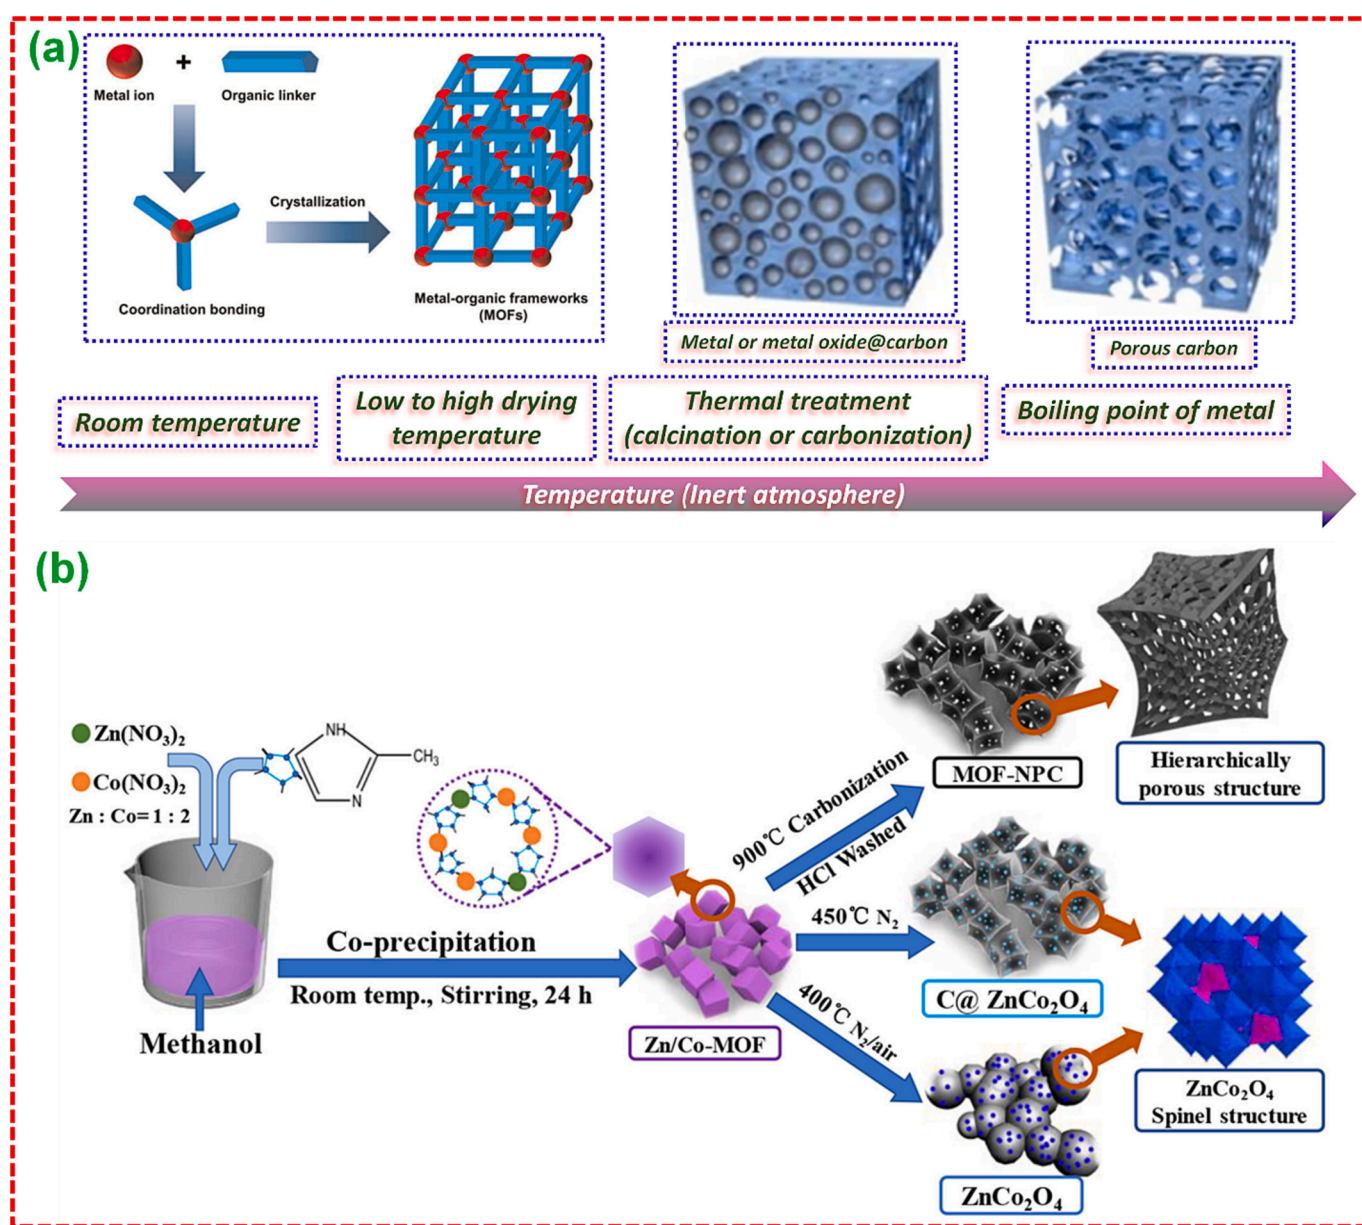 (a)
+
Metal ion
Organic linker
Crystallization
Coordination bonding
Metal-organic frameworks
(MOFs)
Metal or metal oxide@carbon
Porous carbon
Room temperature
Low to high drying
temperature
Thermal treatment
(calcination or carbonization)
Boiling point of metal
Temperature (Inert atmosphere)
(b)
Zn(NO₃)₂
Co(NO₃)₂
Zn : Co= 1 : 2
NH
CH₃
N
Methanol
Co-precipitation
Room temp., Stirring, 24 h
Zn/Co-MOF
900℃ Carbonization
HCl Washed
MOF-NPC
Hierarchically
porous structure
450℃ N₂
C@ ZnCo₂O₄
400℃ N₂/air
ZnCo₂O₄
ZnCo₂O₄
Spinel structure